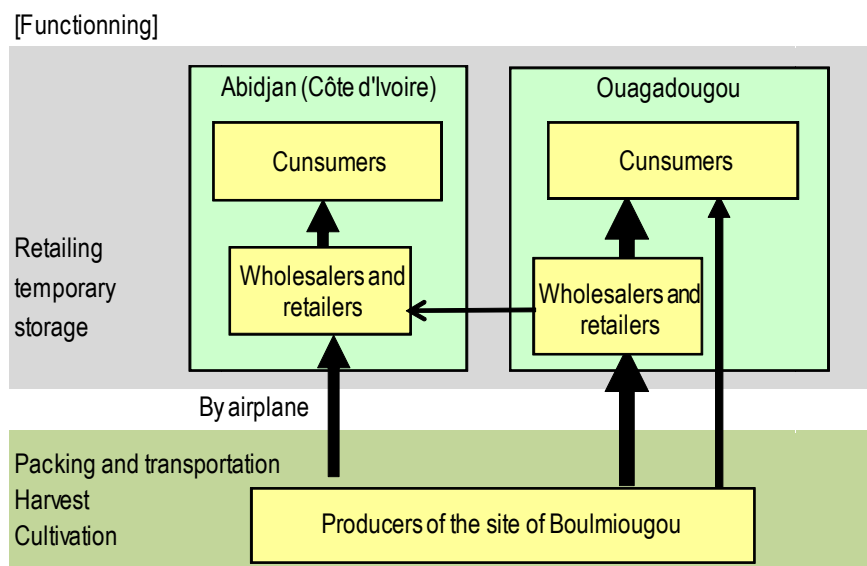 [Functionning]
Abidjan (Côte d'Ivoire)
Ouagadougou
Cunsumers
Cunsumers
Retailing
temporary
storage
Wholesalers and
retailers
Wholesalers and
retailers
By airplane
Packing and transportation
Harvest
Cultivation
Producers of the site of Boulmiougou